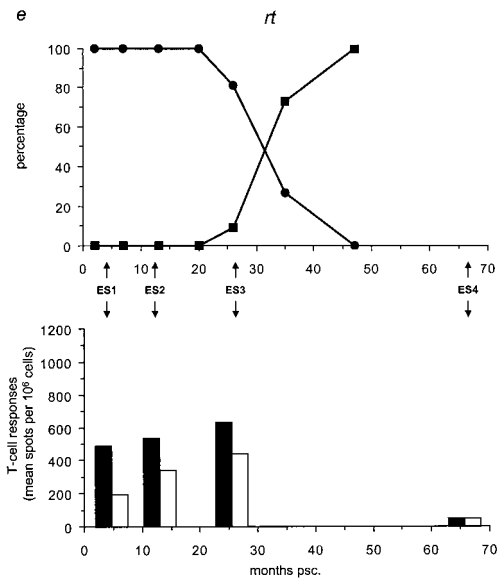 e
rt
100
80
60
40
20
0
percentage
0 10 20 30 40 50 60 70
ES1 ES2 ES3 ES4
1200
1000
800
600
400
200
0
T-cell responses
(mean spots per 10⁶ cells)
0 10 20 30 40 50 60 70
months psc.